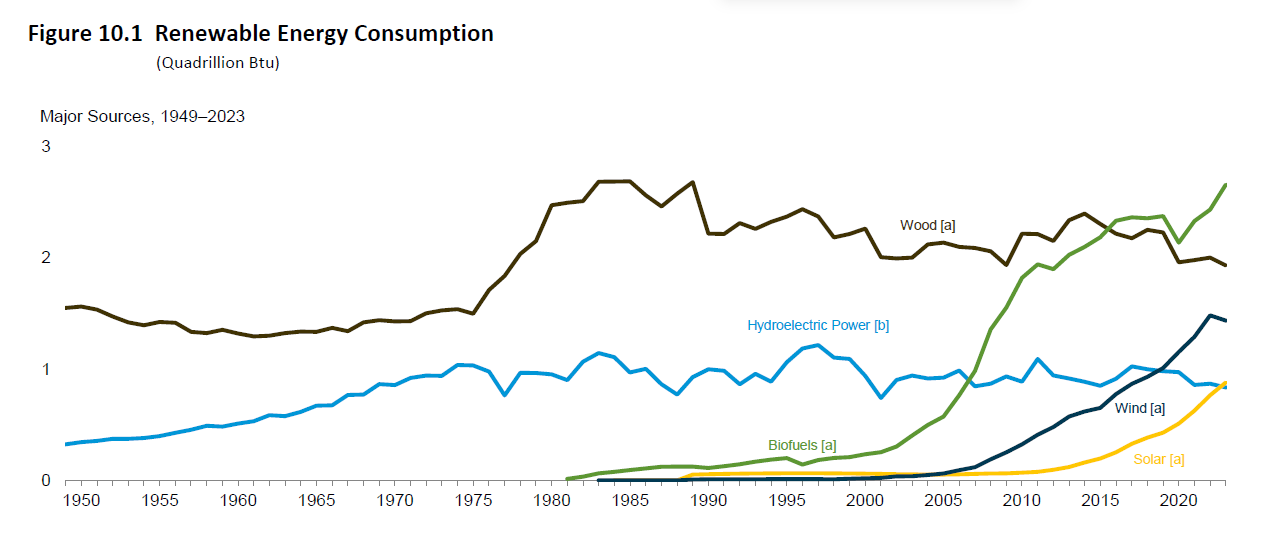 Figure 10.1 Renewable Energy Consumption
(Quadrillion Btu)
Major Sources, 1949–2023
3
Wood [a]
2
Hydroelectric Power [b]
1
Wind [a]
Biofuels [a]
Solar [a]
0
1950 1955 1960 1965 1970 1975 1980 1985 1990 1995 2000 2005 2010 2015 2020